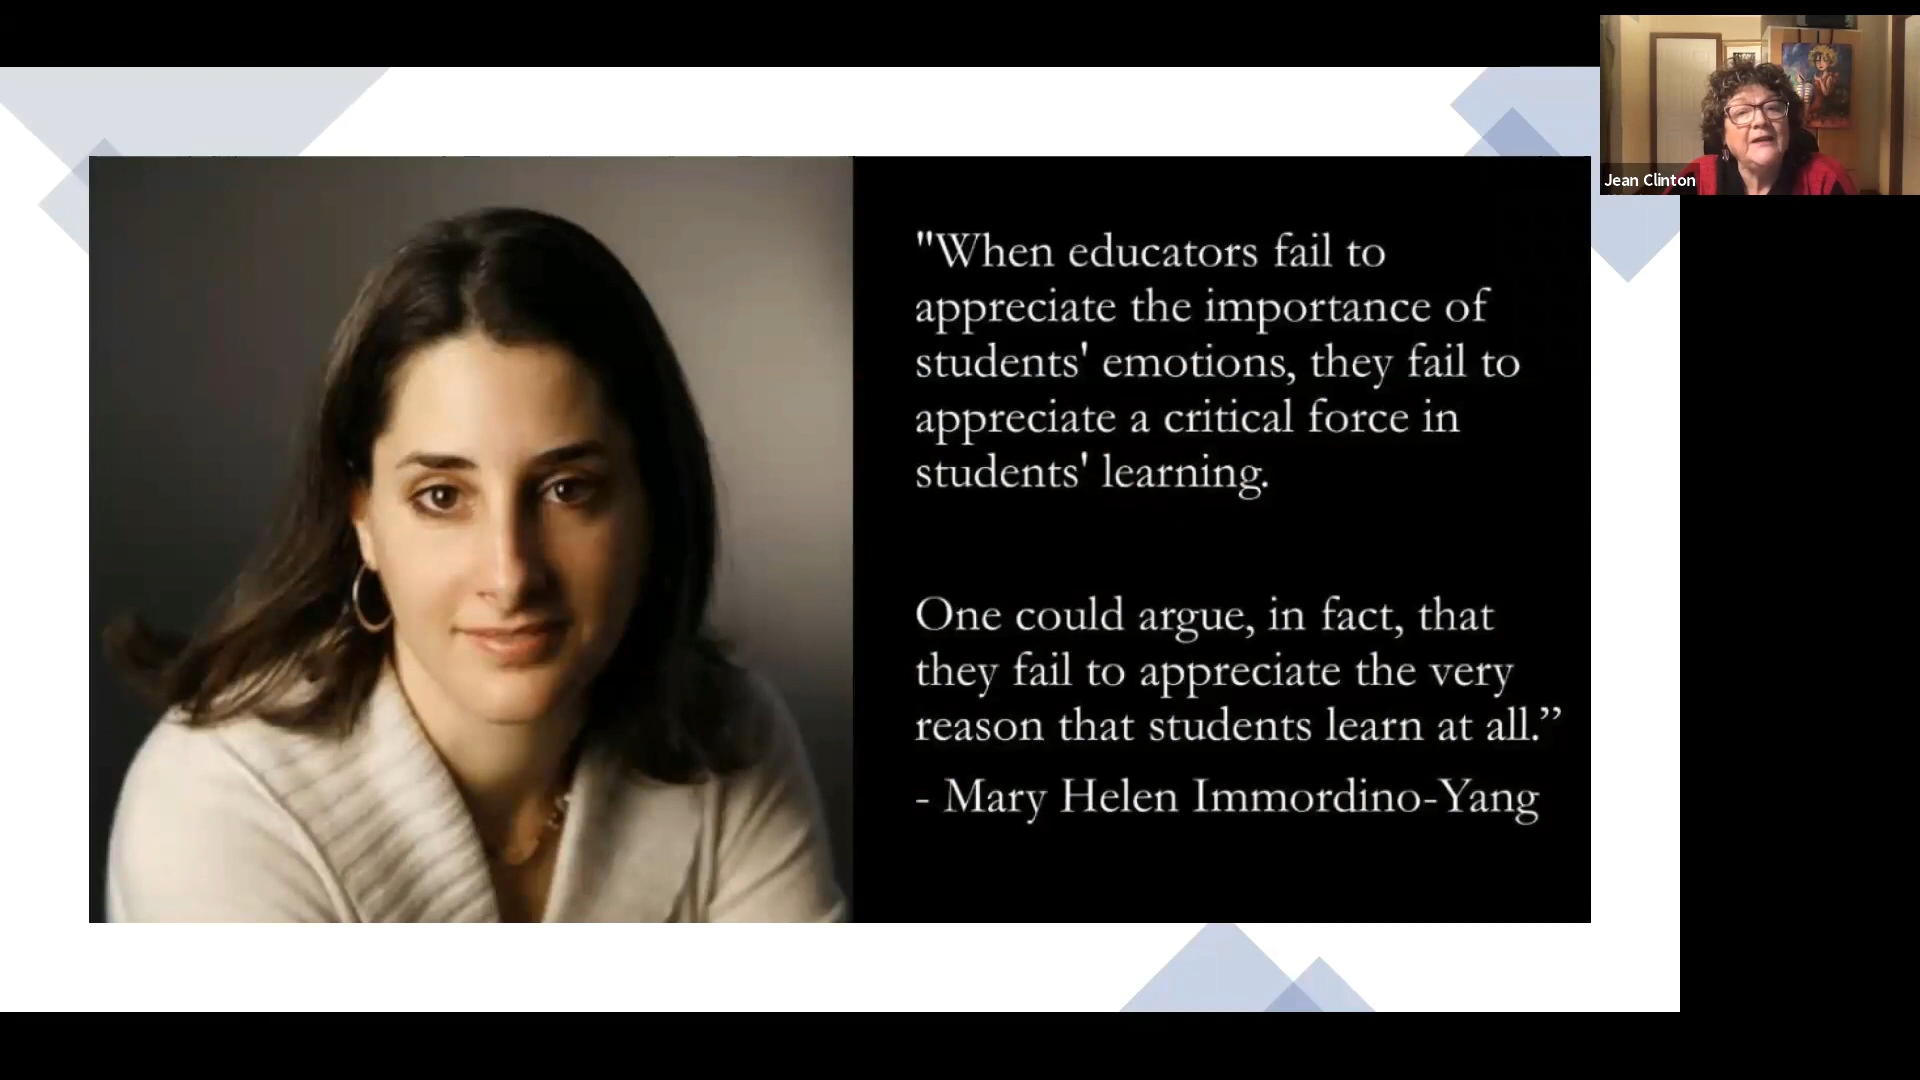 "When educators fail to
appreciate the importance of
students' emotions, they fail to
appreciate a critical force in
students' learning.
One could argue, in fact, that
they fail to appreciate the very
reason that students learn at all.”
- Mary Helen Immordino-Yang
Jean Clinton